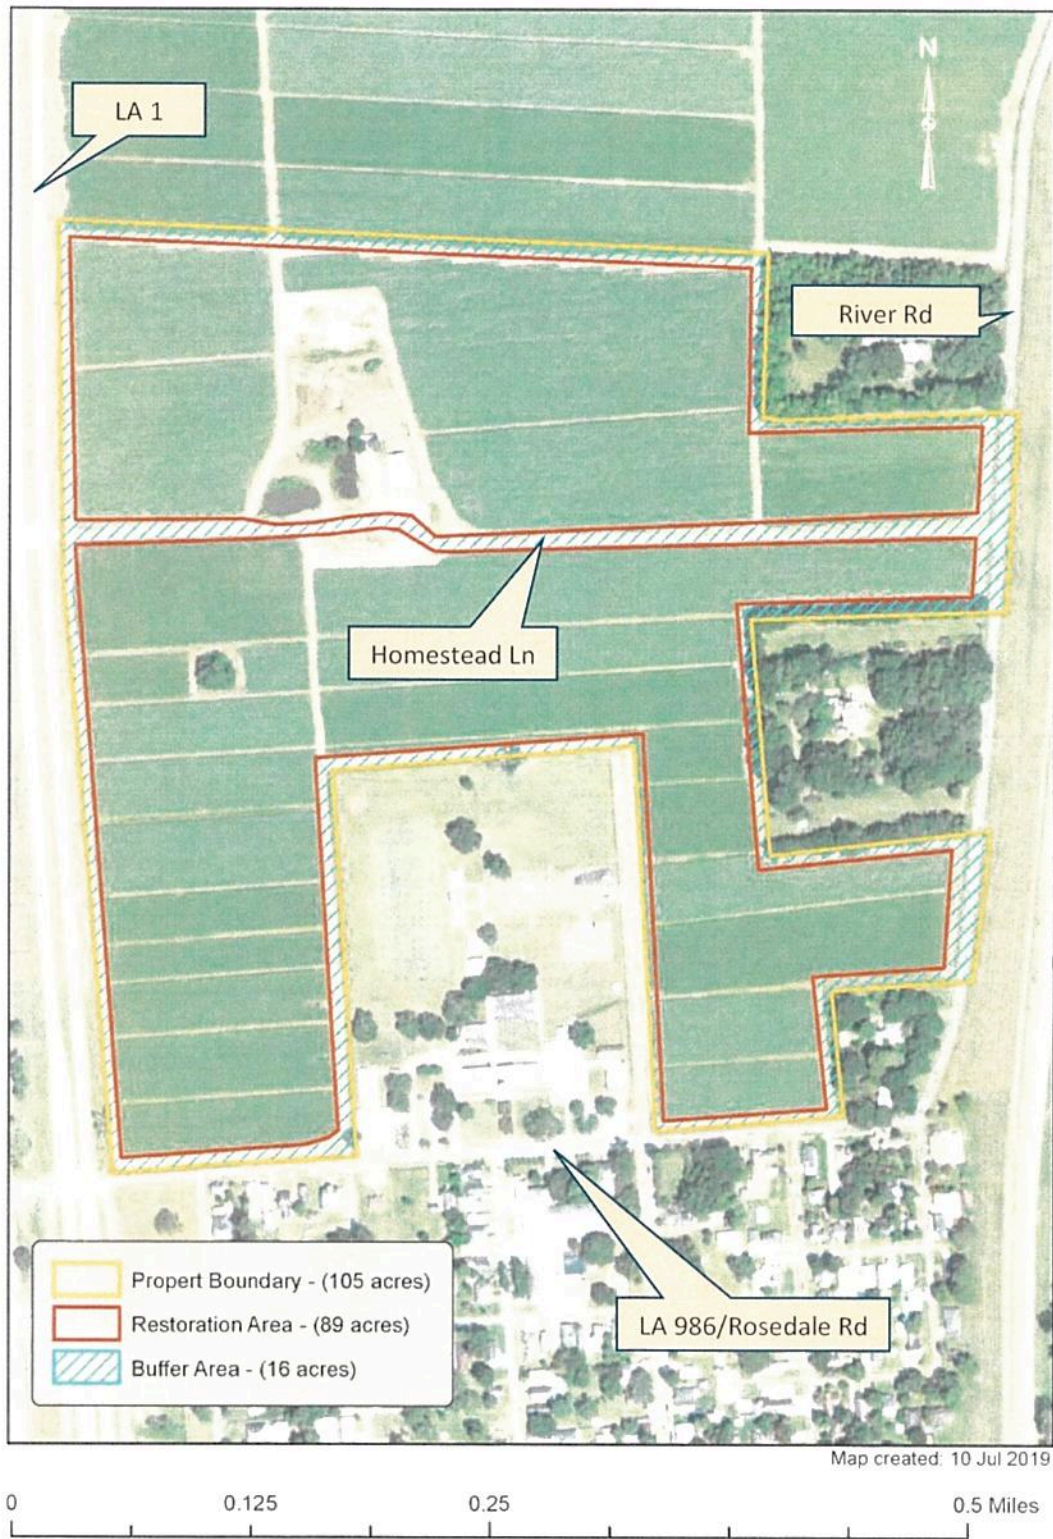 N
LA 1
River Rd
Homestead Ln
LA 986/Rosedale Rd
Propert Boundary - (105 acres)
Restoration Area - (89 acres)
Buffer Area - (16 acres)
Map created: 10 Jul 2019
0 0.125 0.25 0.5 Miles